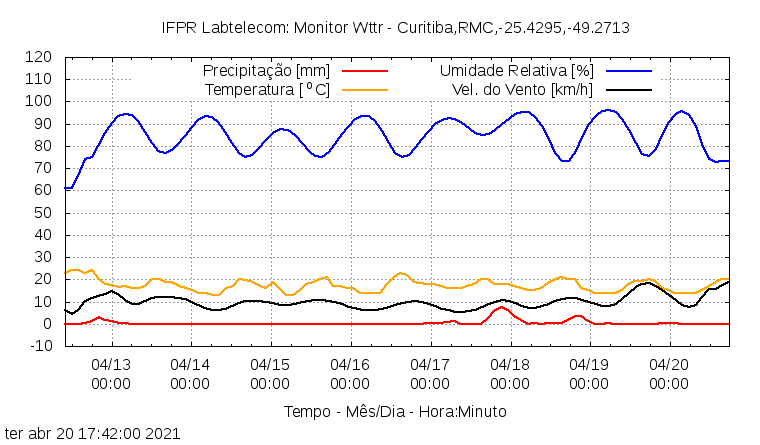 IFPR Labtelecom: Monitor Wttr - Curitiba,RMC,-25.4295,-49.2713
120
110
100
90
80
70
60
50
40
30
20
10
0
-10
Precipitação [mm]
Temperatura [⁰C]
Umidade Relativa [%]
Vel. do Vento [km/h]
04/13 04/14 04/15 04/16 04/17 04/18 04/19 04/20
00:00 00:00 00:00 00:00 00:00 00:00 00:00 00:00
Tempo - Mês/Dia - Hora:Minuto
ter abr 20 17:42:00 2021